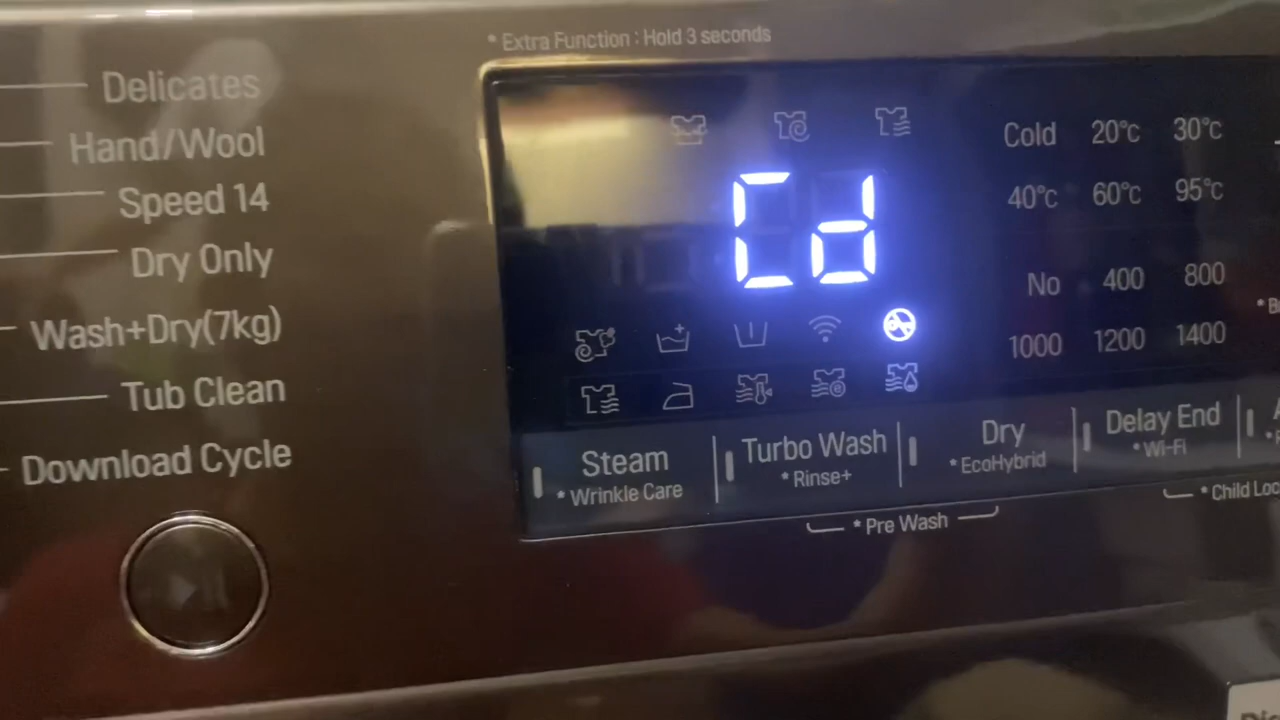 * Extra Function : Hold 3 seconds
Delicates
Hand/Wool
Speed 14
Dry Only
Wash+Dry(7kg)
Tub Clean
Download Cycle
Cd
Cold 20°c 30°c
40°c 60°c 95°c
No 400 800
1000 1200 1400
Steam
* Wrinkle Care
Turbo Wash
* Rinse+
Dry
* EcoHybrid
Delay End
* Wi-Fi
* Pre Wash
* Child